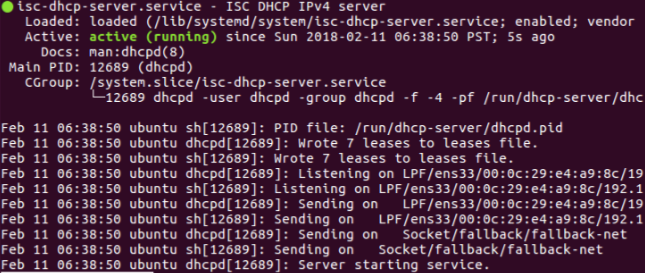 ● isc-dhcp-server.service - ISC DHCP IPv4 server
   Loaded: loaded (/lib/systemd/system/isc-dhcp-server.service; enabled; vendor
   Active: active (running) since Sun 2018-02-11 06:38:50 PST; 5s ago
     Docs: man:dhcpd(8)
 Main PID: 12689 (dhcpd)
   CGroup: /system.slice/isc-dhcp-server.service
           └─12689 dhcpd -user dhcpd -group dhcpd -f -4 -pf /run/dhcp-server/dhc
Feb 11 06:38:50 ubuntu sh[12689]: PID file: /run/dhcp-server/dhcpd.pid
Feb 11 06:38:50 ubuntu dhcpd[12689]: Wrote 7 leases to leases file.
Feb 11 06:38:50 ubuntu sh[12689]: Wrote 7 leases to leases file.
Feb 11 06:38:50 ubuntu dhcpd[12689]: Listening on LPF/ens33/00:0c:29:e4:a9:8c/19
Feb 11 06:38:50 ubuntu sh[12689]: Listening on LPF/ens33/00:0c:29:e4:a9:8c/192.1
Feb 11 06:38:50 ubuntu dhcpd[12689]: Sending on   LPF/ens33/00:0c:29:e4:a9:8c/19
Feb 11 06:38:50 ubuntu sh[12689]: Sending on   LPF/ens33/00:0c:29:e4:a9:8c/192.1
Feb 11 06:38:50 ubuntu dhcpd[12689]: Sending on   Socket/fallback/fallback-net
Feb 11 06:38:50 ubuntu sh[12689]: Sending on   Socket/fallback/fallback-net
Feb 11 06:38:50 ubuntu dhcpd[12689]: Server starting service.